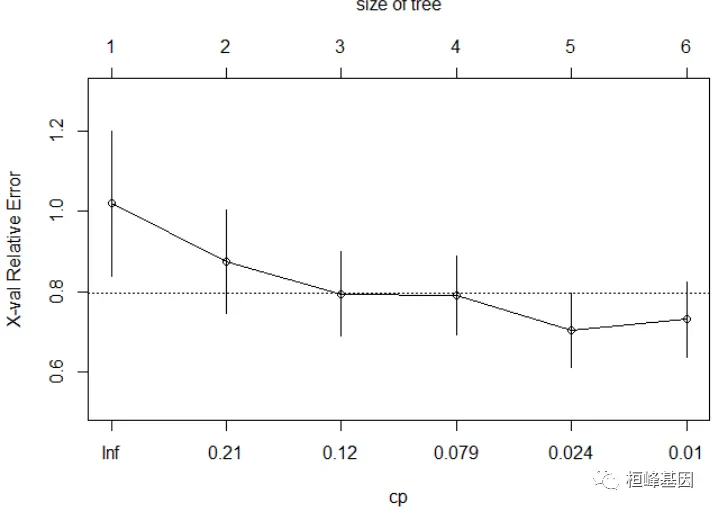 size of tree
1 2 3 4 5 6
X-val Relative Error
1.2
1.0
0.8
0.6
Inf 0.21 0.12 0.079 0.024 0.01
cp
桓峰基因